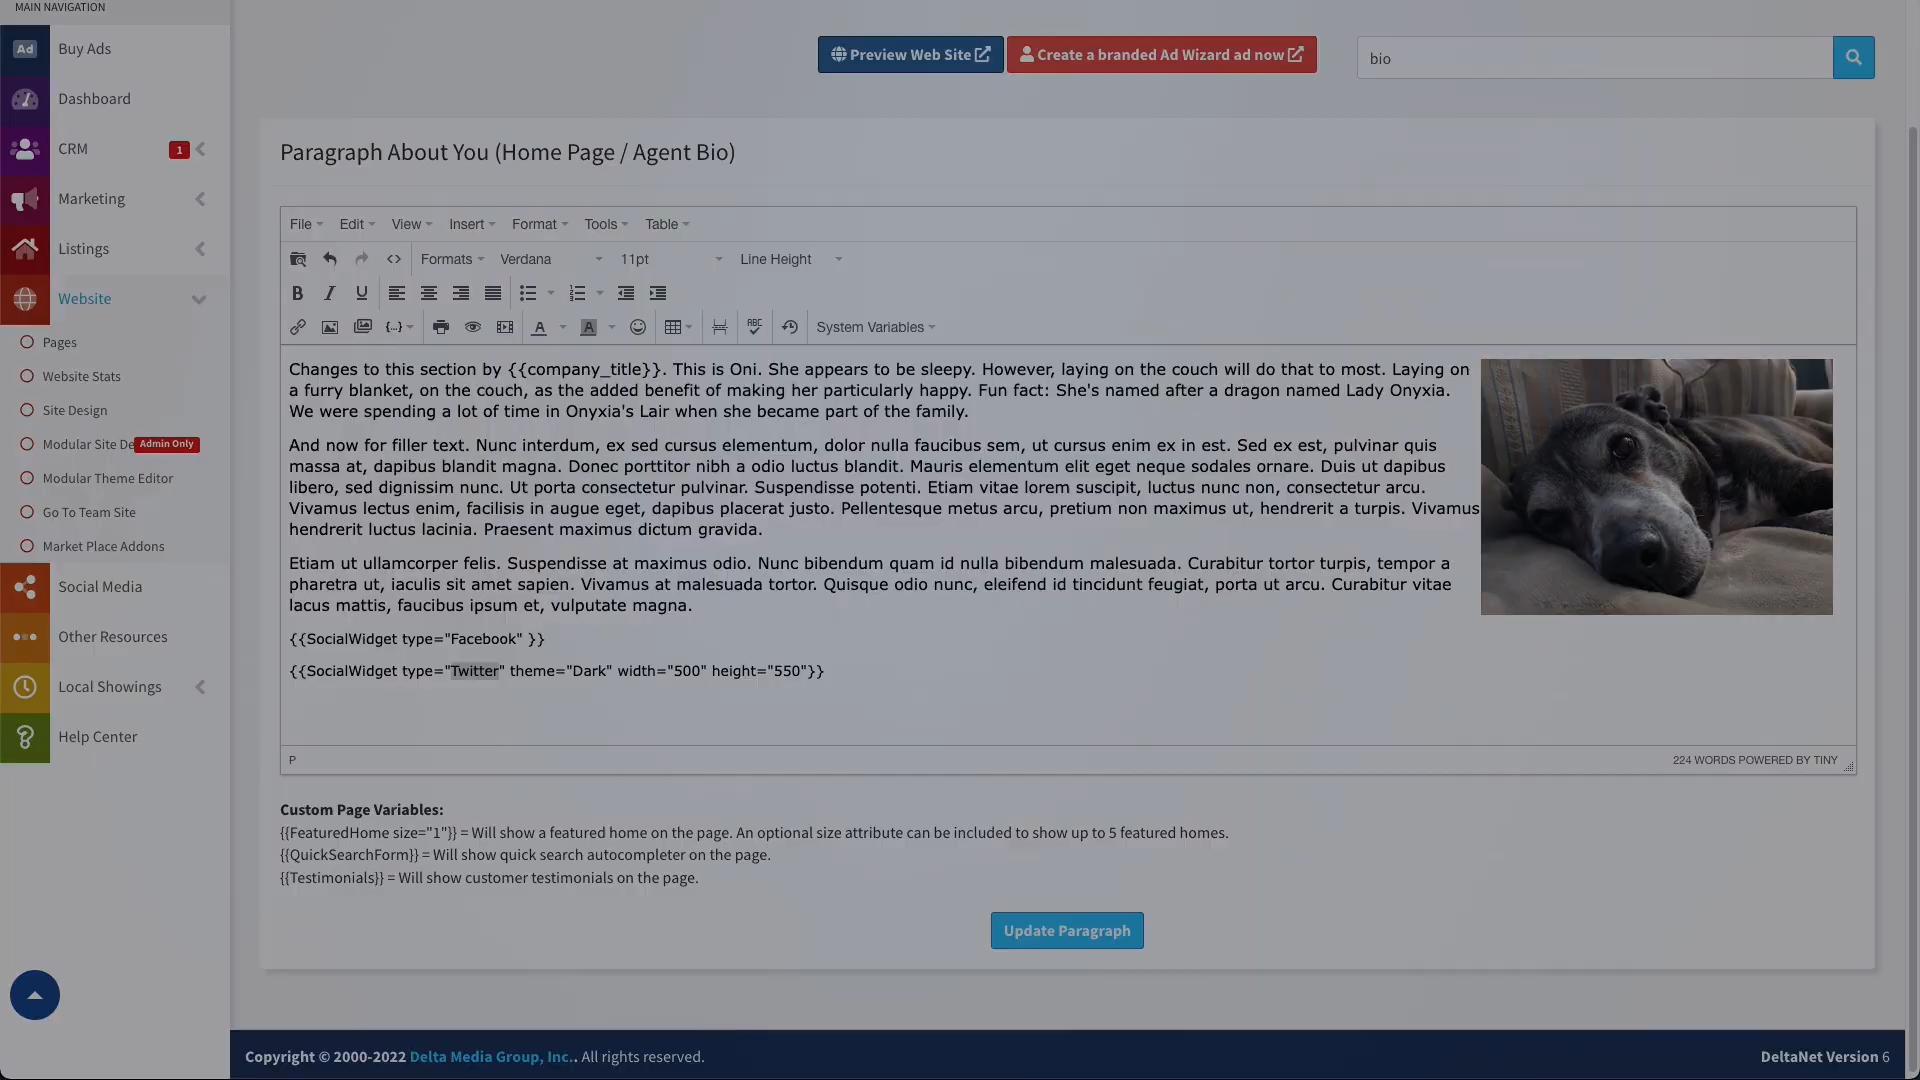 MAIN NAVIGATION
Ad Buy Ads
Dashboard
CRM 1
Marketing
Listings
Website
Pages
Website Stats
Site Design
Modular Site De Admin Only
Modular Theme Editor
Go To Team Site
Market Place Addons
Social Media
Other Resources
Local Showings
Help Center
Preview Web Site
Create a branded Ad Wizard ad now
bio
Paragraph About You (Home Page / Agent Bio)
File Edit View Insert Format Tools Table
Formats Verdana 11pt Line Height
B I U
{...} A A ABC System Variables
Changes to this section by {{company_title}}. This is Oni. She appears to be sleepy. However, laying on the couch will do that to most. Laying on
a furry blanket, on the couch, as the added benefit of making her particularly happy. Fun fact: She's named after a dragon named Lady Onyxia.
We were spending a lot of time in Onyxia's Lair when she became part of the family.
And now for filler text. Nunc interdum, ex sed cursus elementum, dolor nulla faucibus sem, ut cursus enim ex in est. Sed ex est, pulvinar quis
massa at, dapibus blandit magna. Donec porttitor nibh a odio luctus blandit. Mauris elementum elit eget neque sodales ornare. Duis ut dapibus
libero, sed dignissim nunc. Ut porta consectetur pulvinar. Suspendisse potenti. Etiam vitae lorem suscipit, luctus nunc non, consectetur arcu.
Vivamus lectus enim, facilisis in augue eget, dapibus placerat justo. Pellentesque metus arcu, pretium non maximus ut, hendrerit a turpis. Vivamus
hendrerit luctus lacinia. Praesent maximus dictum gravida.
Etiam ut ullamcorper felis. Suspendisse at maximus odio. Nunc bibendum quam id nulla bibendum malesuada. Curabitur tortor turpis, tempor a
pharetra ut, iaculis sit amet sapien. Vivamus at malesuada tortor. Quisque odio nunc, eleifend id tincidunt feugiat, porta ut arcu. Curabitur vitae
lacus mattis, faucibus ipsum et, vulputate magna.
{{SocialWidget type="Facebook" }}
{{SocialWidget type="Twitter" theme="Dark" width="500" height="550"}}
P 224 WORDS POWERED BY TINY
Custom Page Variables:
{{FeaturedHome size="1"}} = Will show a featured home on the page. An optional size attribute can be included to show up to 5 featured homes.
{{QuickSearchForm}} = Will show quick search autocompleter on the page.
{{Testimonials}} = Will show customer testimonials on the page.
Update Paragraph
Copyright © 2000-2022 Delta Media Group, Inc.. All rights reserved.
DeltaNet Version 6